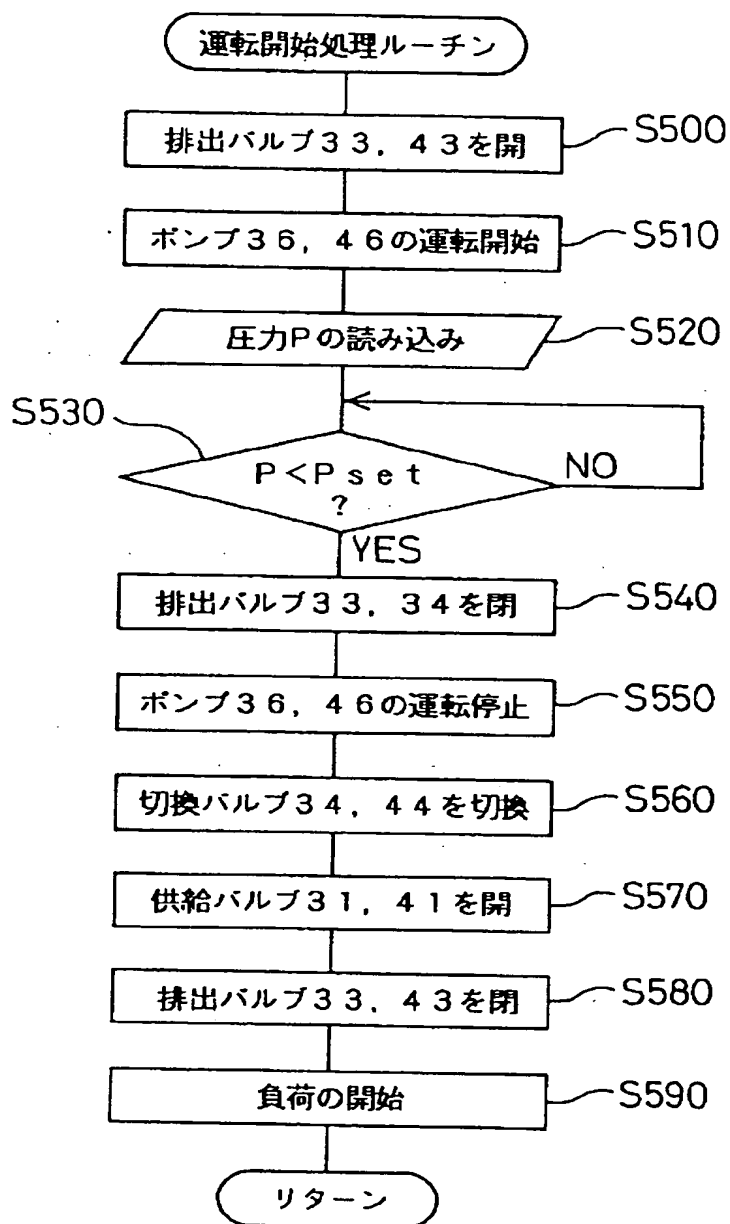 運転開始処理ルーチン
排出バルブ33,43を開
S500
ポンプ36,46の運転開始
S510
圧力Pの読み込み
S520
S530
P<Pset
?
NO
YES
排出バルブ33,34を閉
S540
ポンプ36,46の運転停止
S550
切換バルブ34,44を切換
S560
供給バルブ31,41を開
S570
排出バルブ33,43を閉
S580
負荷の開始
S590
リターン